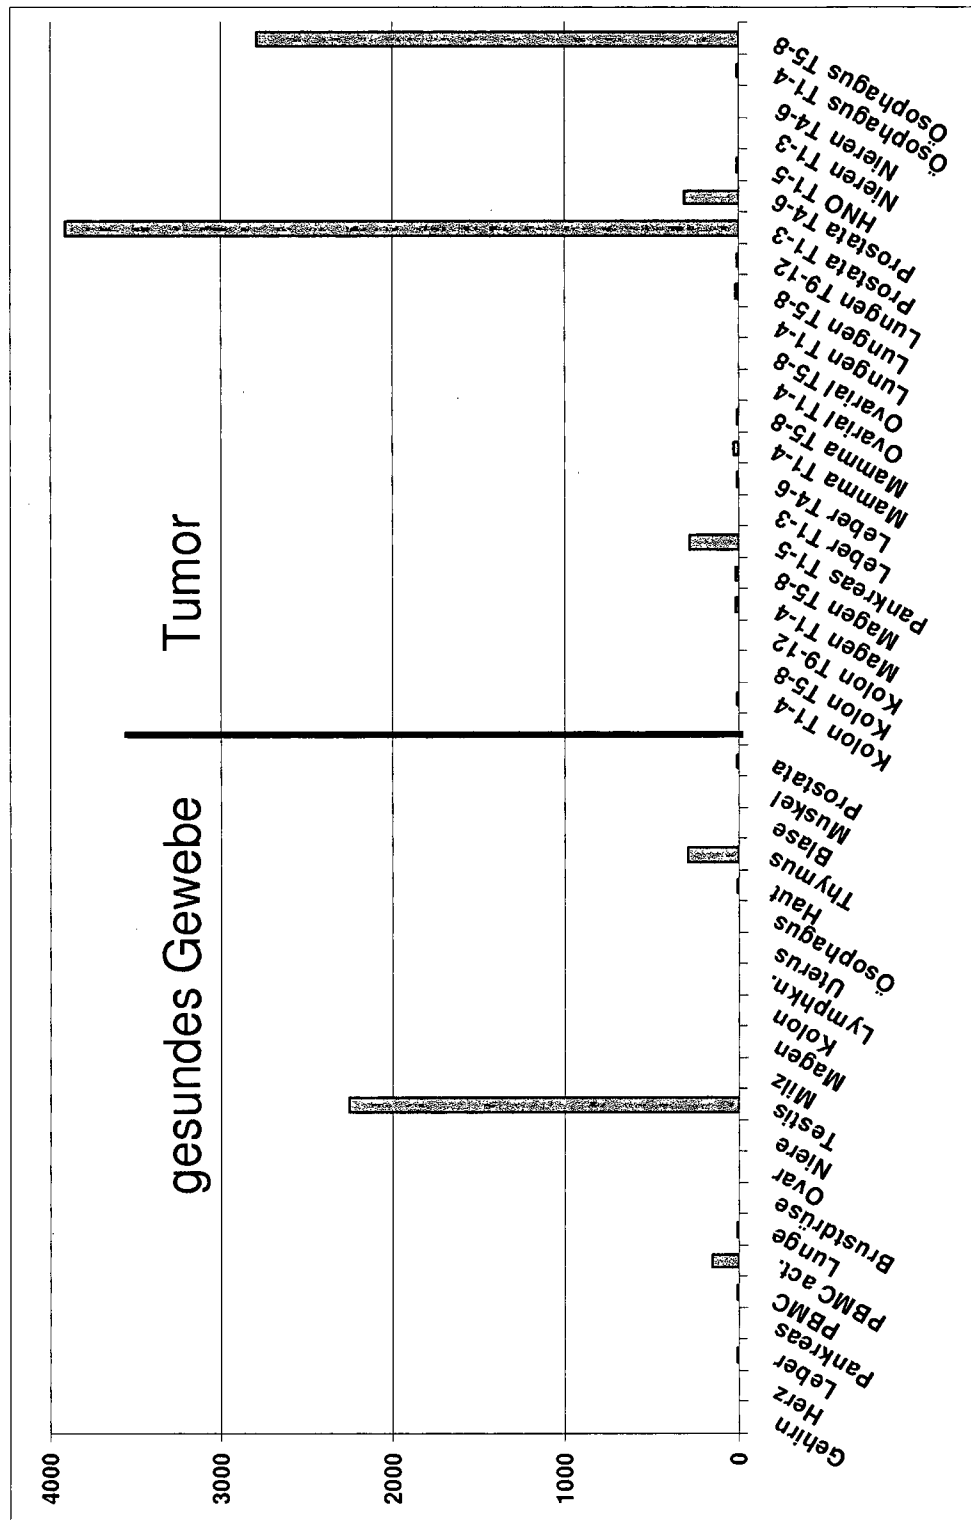 4000
3000
2000
1000
0
gesundes Gewebe
Tumor
Gehirn
Herz
Leber
Pankreas
PBMC
PBMC act.
Lunge
Brustdrüse
Ovar
Niere
Testis
Milz
Magen
Kolon
Lymphkn.
Uterus
Ösophagus
Haut
Thymus
Blase
Muskel
Prostata
Kolon T1-4
Kolon T5-8
Kolon T9-12
Magen T1-4
Magen T5-8
Pankreas T1-5
Leber T1-3
Leber T4-6
Mamma T1-4
Mamma T5-8
Ovarial T1-4
Ovarial T5-8
Lungen T1-4
Lungen T5-8
Lungen T9-12
Prostata T1-3
Prostata T4-6
HNO T1-5
Nieren T1-3
Nieren T4-6
Ösophagus T1-4
Ösophagus T5-8